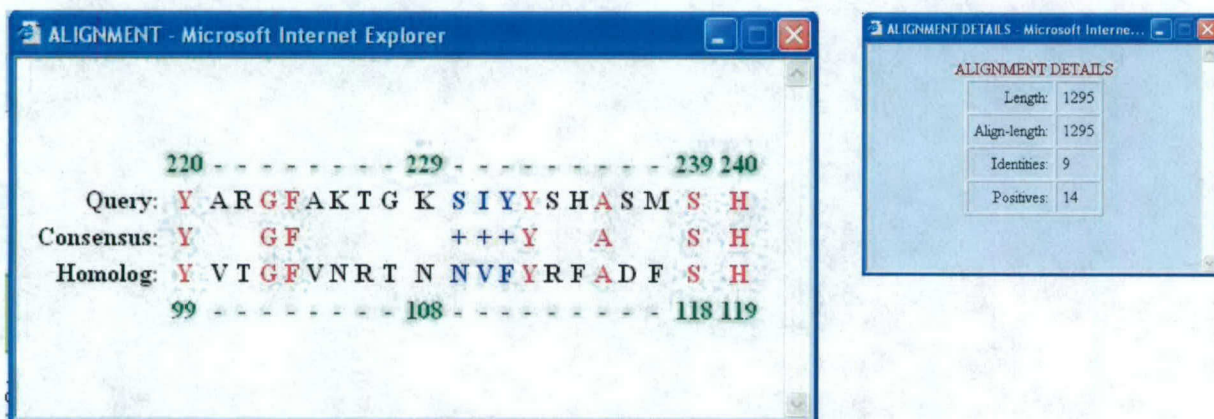 ALIGNMENT - Microsoft Internet Explorer
220 - - - - - - - - 229 - - - - - - - - - 239 240
Query: Y A R G F A K T G K S I Y Y S H A S M S H
Consensus: Y G F + + + Y A S H
Homolog: Y V T G F V N R T N N V F Y R F A D F S H
99 - - - - - - - - 108 - - - - - - - - - 118 119
ALIGNMENT DETAILS - Microsoft Interne...
ALIGNMENT DETAILS
Length: 1295
Align-length: 1295
Identities: 9
Positives: 14